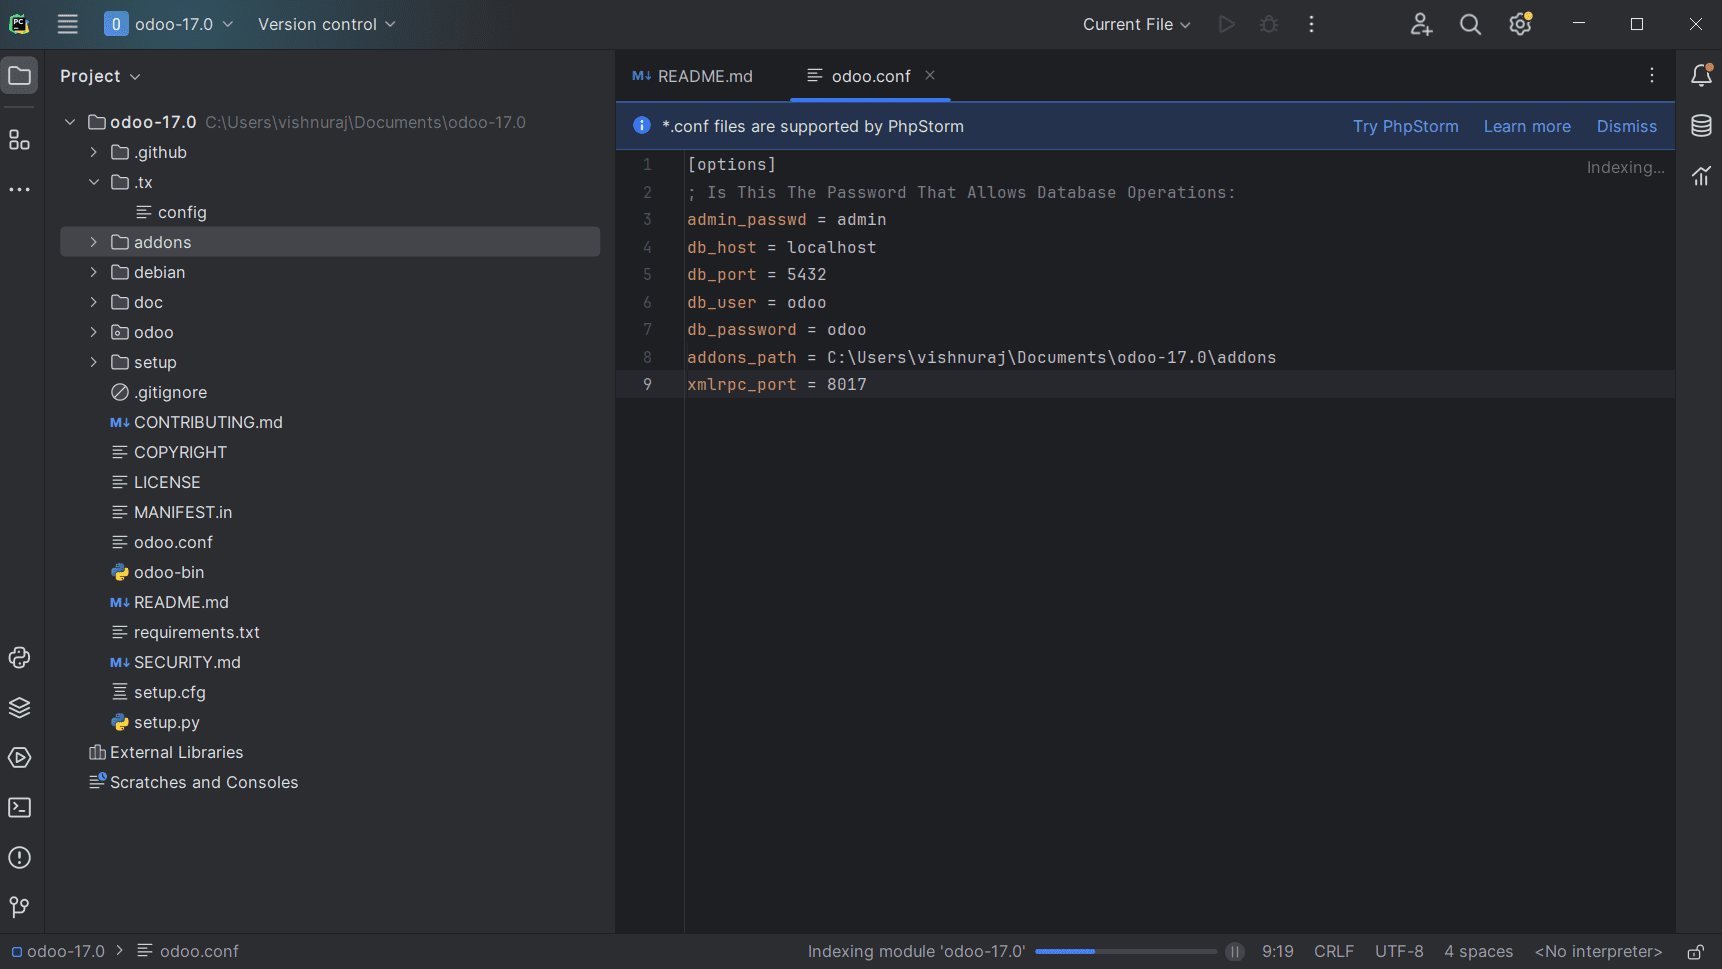 PC
0 odoo-17.0 Version control Current File
Project
README.md odoo.conf
*.conf files are supported by PhpStorm Try PhpStorm Learn more Dismiss
odoo-17.0 C:\Users\vishnuraj\Documents\odoo-17.0
.github
.tx
config
addons
debian
doc
odoo
setup
.gitignore
M↓ CONTRIBUTING.md
COPYRIGHT
LICENSE
MANIFEST.in
odoo.conf
odoo-bin
M↓ README.md
requirements.txt
M↓ SECURITY.md
setup.cfg
setup.py
External Libraries
Scratches and Consoles
Indexing...
1 [options]
2 ; Is This The Password That Allows Database Operations:
3 admin_passwd = admin
4 db_host = localhost
5 db_port = 5432
6 db_user = odoo
7 db_password = odoo
8 addons_path = C:\Users\vishnuraj\Documents\odoo-17.0\addons
9 xmlrpc_port = 8017
odoo-17.0 > odoo.conf Indexing module 'odoo-17.0' 9:19 CRLF UTF-8 4 spaces <No interpreter>